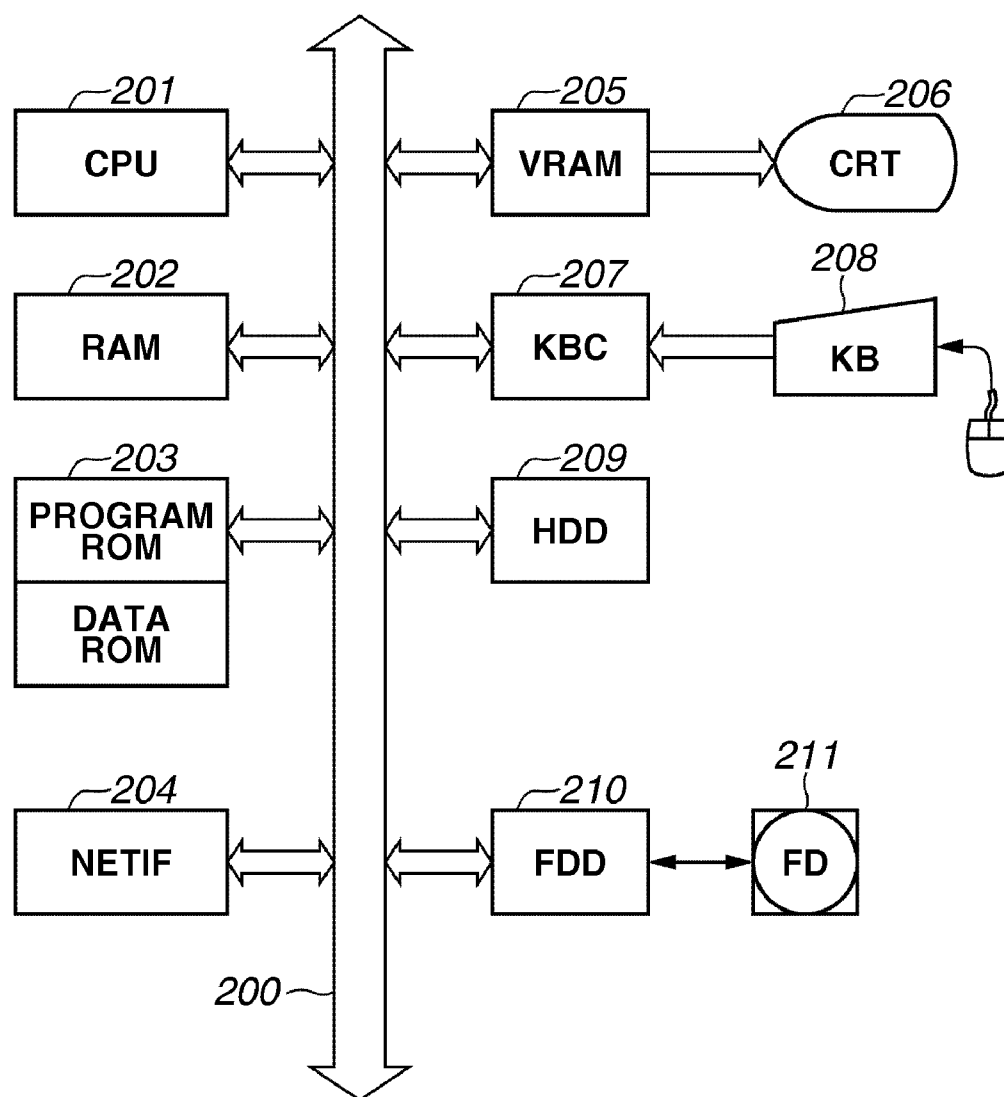 201
CPU
205
VRAM
206
CRT
202
RAM
207
KBC
208
KB
203
PROGRAM
ROM
DATA
ROM
209
HDD
204
NETIF
210
FDD
211
FD
200